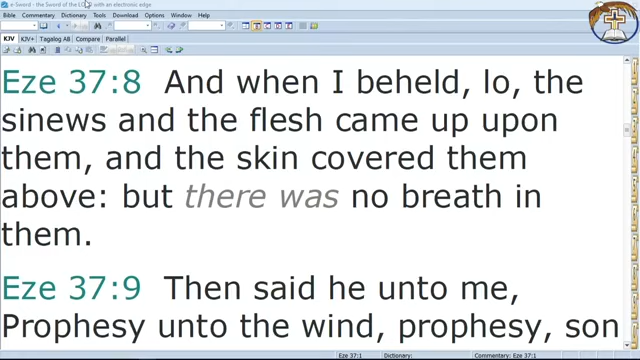 e-Sword - the Sword of the LORD with an electronic edge
Bible Commentary Dictionary Tools Download Options Window Help
KJV KJV+ Tagalog AB Compare Parallel
Eze 37:8 And when I beheld, lo, the
sinews and the flesh came up upon
them, and the skin covered them
above: but there was no breath in
them.
Eze 37:9 Then said he unto me,
Prophesy unto the wind, prophesy, son
Eze 37:1 Dictionary: Commentary: Eze 37:1